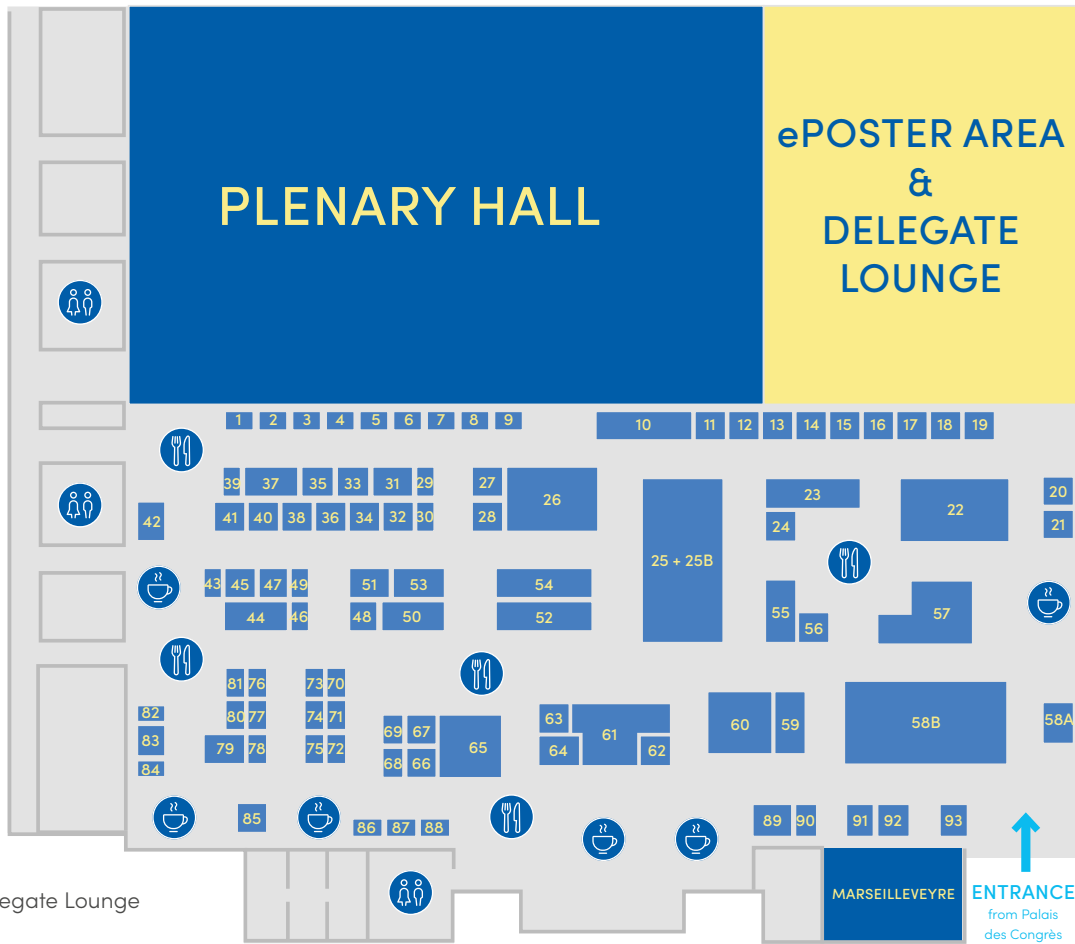 PLENARY HALL
ePOSTER AREA
&
DELEGATE
LOUNGE
1 2 3 4 5 6 7 8 9 10 11 12 13 14 15 16 17 18 19
39 37 35 33 31 29 27 26 23 20
42 41 40 38 36 34 32 30 28 24 22 21
25 + 25B
43 45 47 49 51 53 54
44 46 48 50 52 55 56 57
81 76 73 70
82 80 77 74 71 69 67 63 61 60 59 58B 58A
83 79 78 75 72 68 66 65 64 62
84
85 86 87 88 89 90 91 92 93
MARSEILLEVEYRE
ENTRANCE
from Palais
des Congrès
egate Lounge